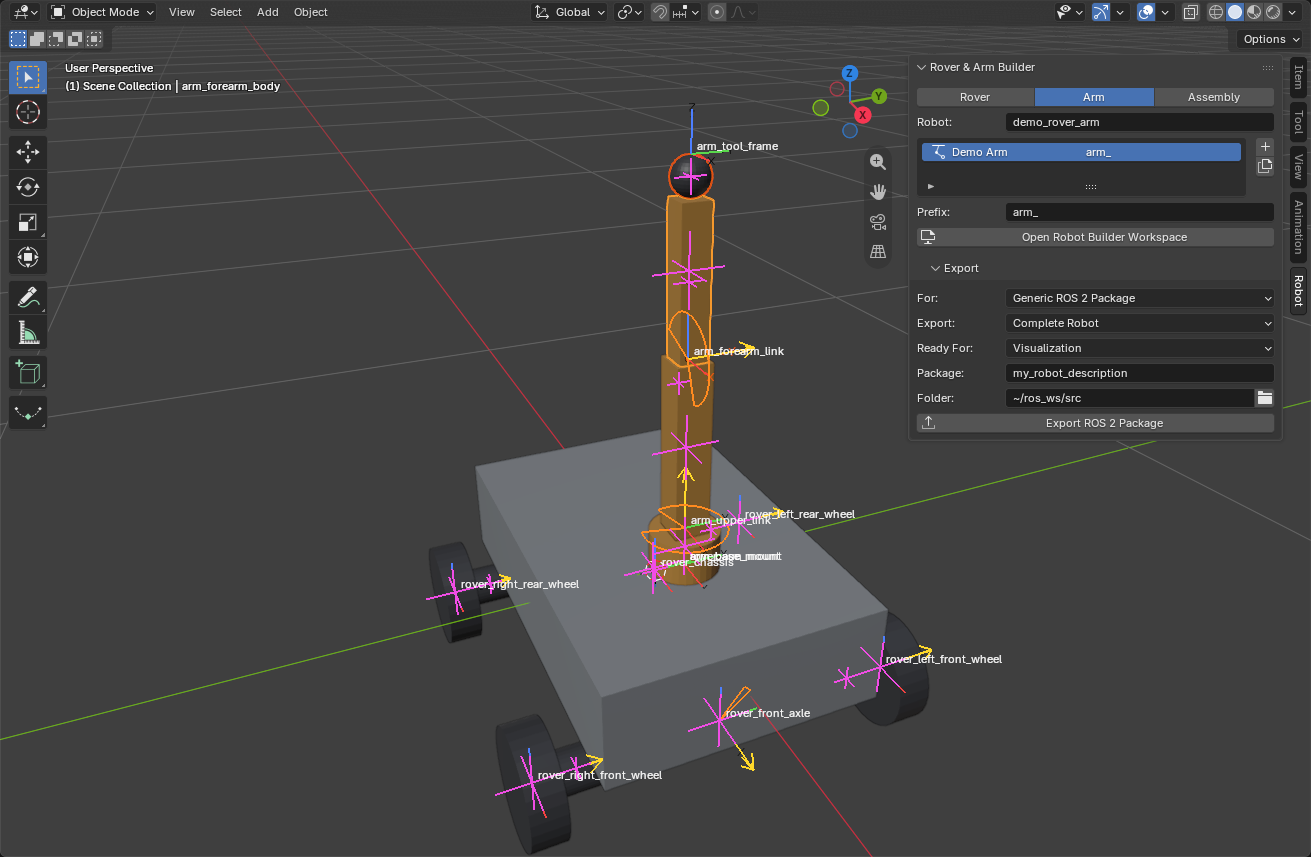 Object Mode
View
Select
Add
Object
Global
Options
User Perspective
(1) Scene Collection | arm_forearm_body
Z
Y
X
Rover & Arm Builder
Rover
Arm
Assembly
Robot:
demo_rover_arm
Demo Arm
arm_
Prefix:
arm_
Open Robot Builder Workspace
Export
For:
Generic ROS 2 Package
Export:
Complete Robot
Ready For:
Visualization
Package:
my_robot_description
Folder:
~/ros_ws/src
Export ROS 2 Package
Item
Tool
View
Animation
Robot
arm_tool_frame
arm_forearm_link
rover_left_rear_wheel
arm_upper_link
rover_chassis
rover_right_rear_wheel
rover_left_front_wheel
rover_front_axle
rover_right_front_wheel